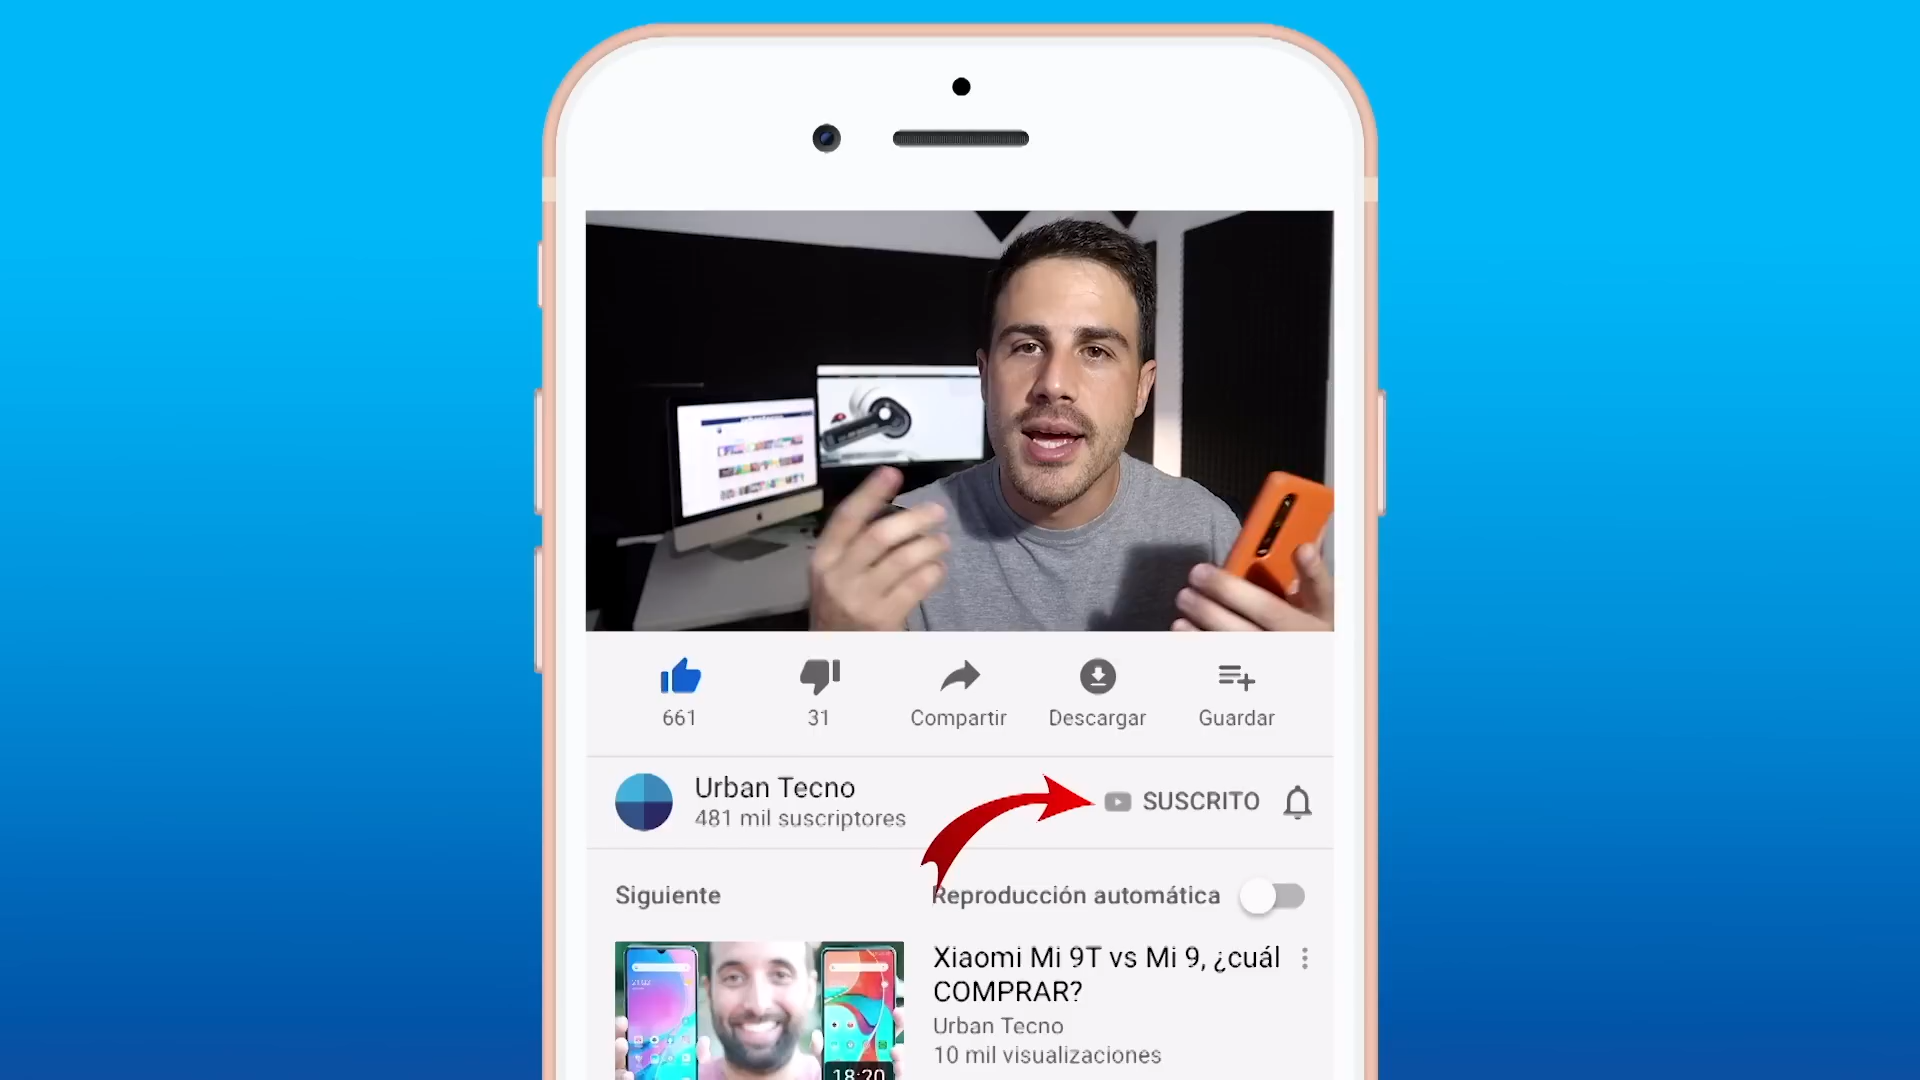 661
31
Compartir
Descargar
Guardar
Urban Tecno
481 mil suscriptores
SUSCRITO
Siguiente
Reproducción automática
Xiaomi Mi 9T vs Mi 9, ¿cuál
COMPRAR?
Urban Tecno
10 mil visualizaciones
18:20